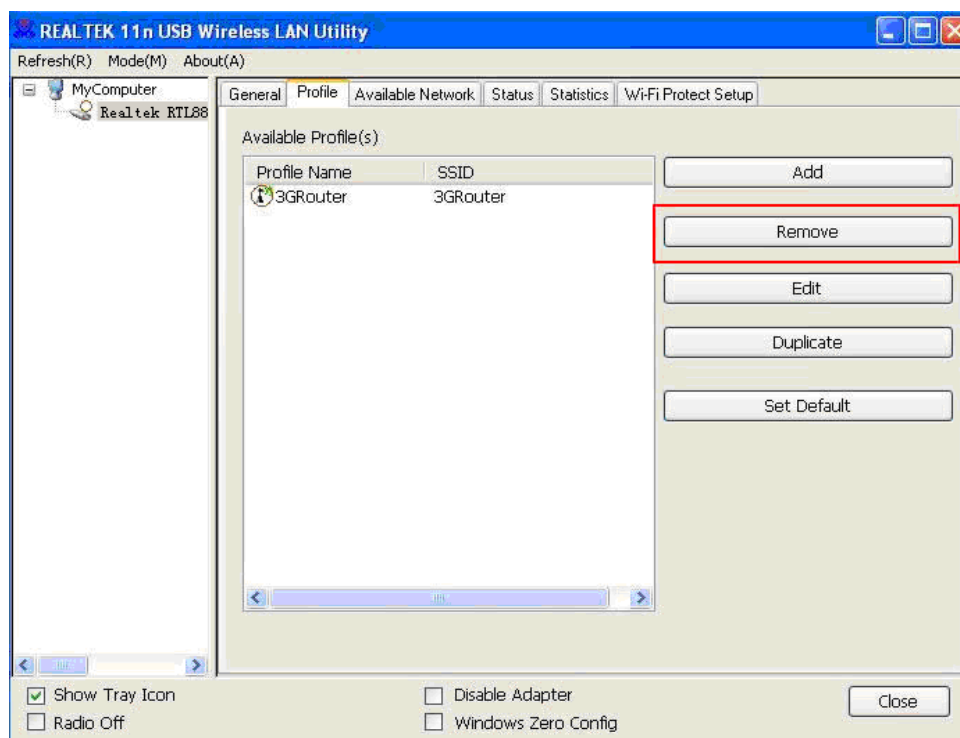 REALTEK 11n USB Wireless LAN Utility
Refresh(R) Mode(M) About(A)
MyComputer
Realtek RTL88
General Profile Available Network Status Statistics Wi-Fi Protect Setup
Available Profile(s)
Profile Name SSID
3GRouter 3GRouter
Add
Remove
Edit
Duplicate
Set Default
Show Tray Icon
Radio Off
Disable Adapter
Windows Zero Config
Close